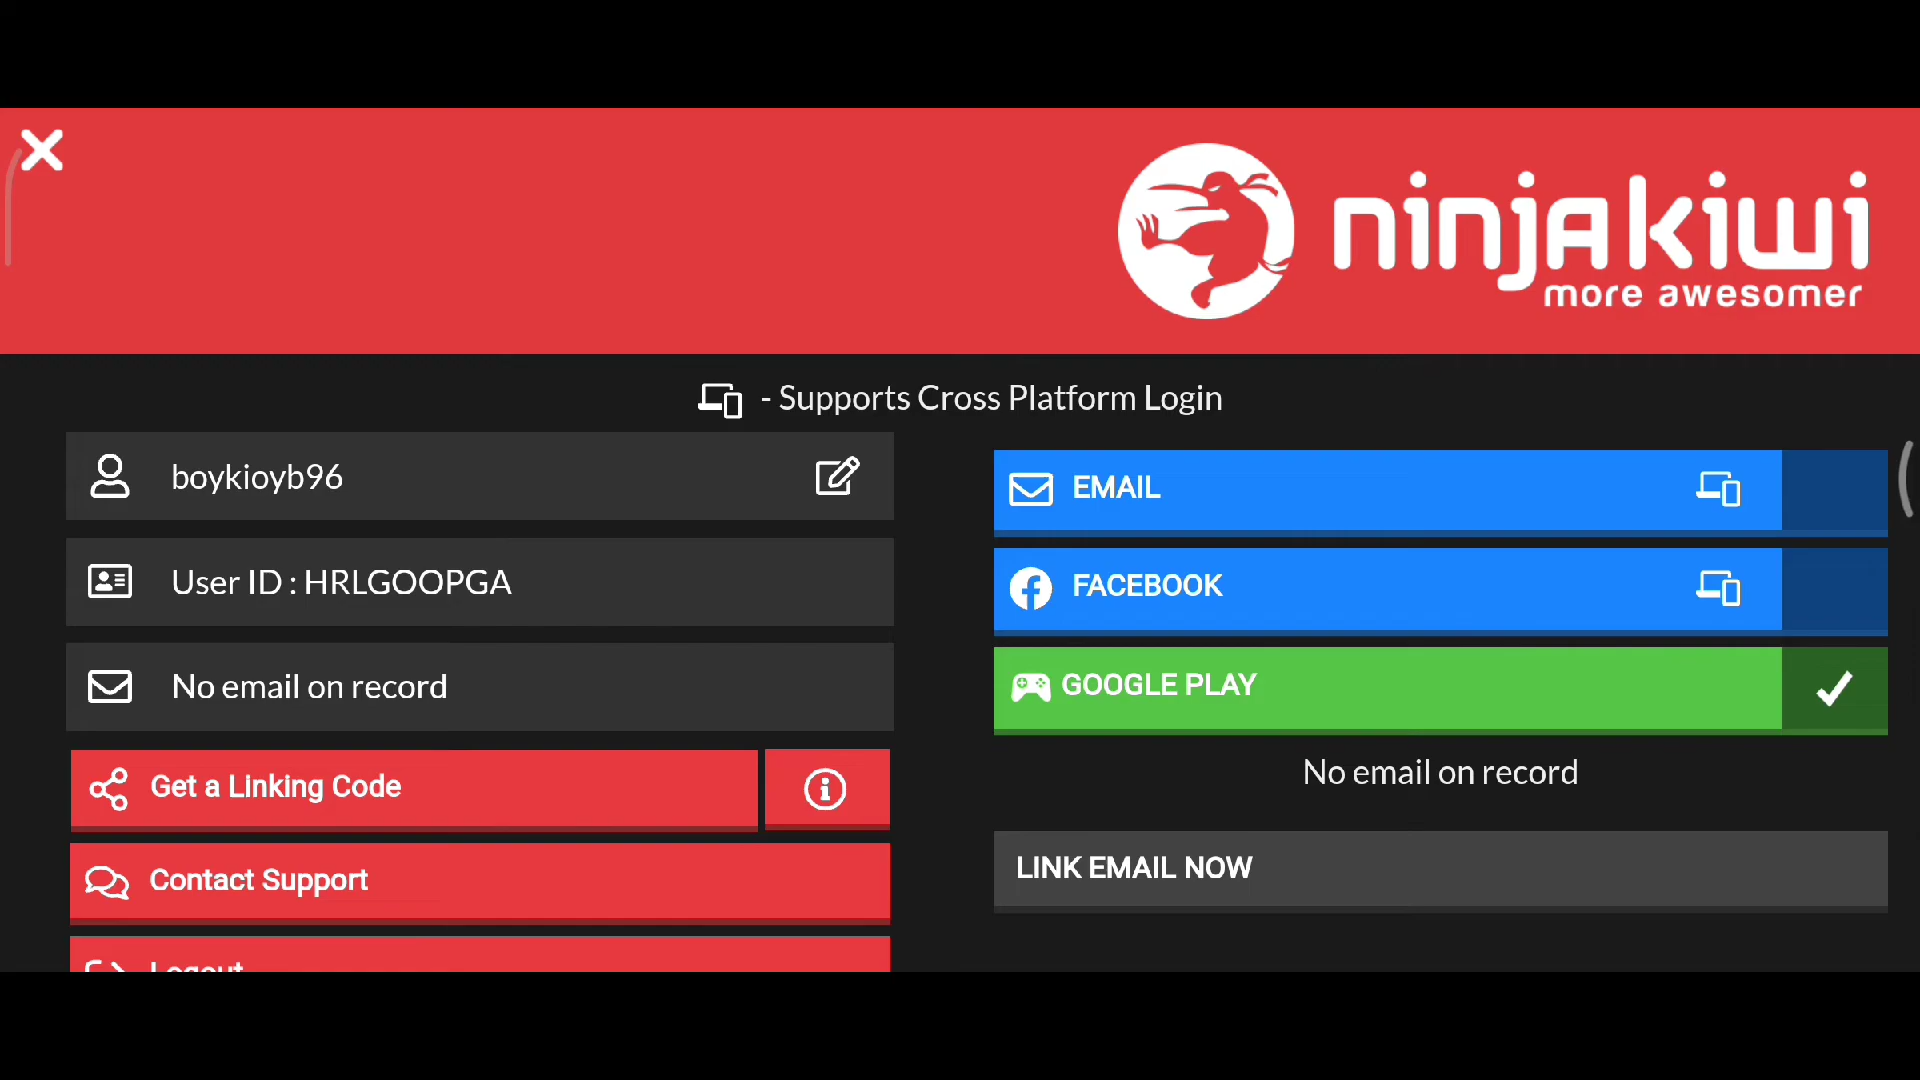 ninjakiwi
more awesomer
- Supports Cross Platform Login
boykioyb96
User ID : HRLGOOPGA
No email on record
Get a Linking Code
Contact Support
Logout
EMAIL
FACEBOOK
GOOGLE PLAY
No email on record
LINK EMAIL NOW